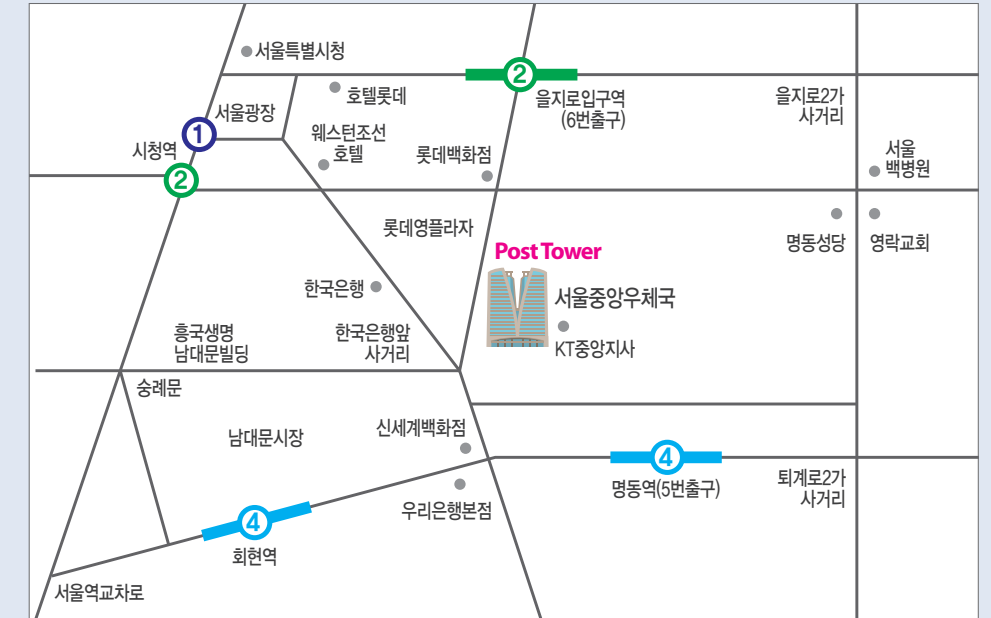 서울특별시청
2
호텔롯데
을지로입구역
(6번출구)
을지로2가
사거리
서울광장
1
시청역
2
웨스턴조선
호텔
롯데백화점
서울
백병원
롯데영플라자
명동성당
영락교회
Post Tower
한국은행
서울중앙우체국
KT중앙지사
흥국생명
남대문빌딩
한국은행앞
사거리
숭례문
남대문시장
신세계백화점
4
명동역(5번출구)
퇴계로2가
사거리
우리은행본점
4
회현역
서울역교차로